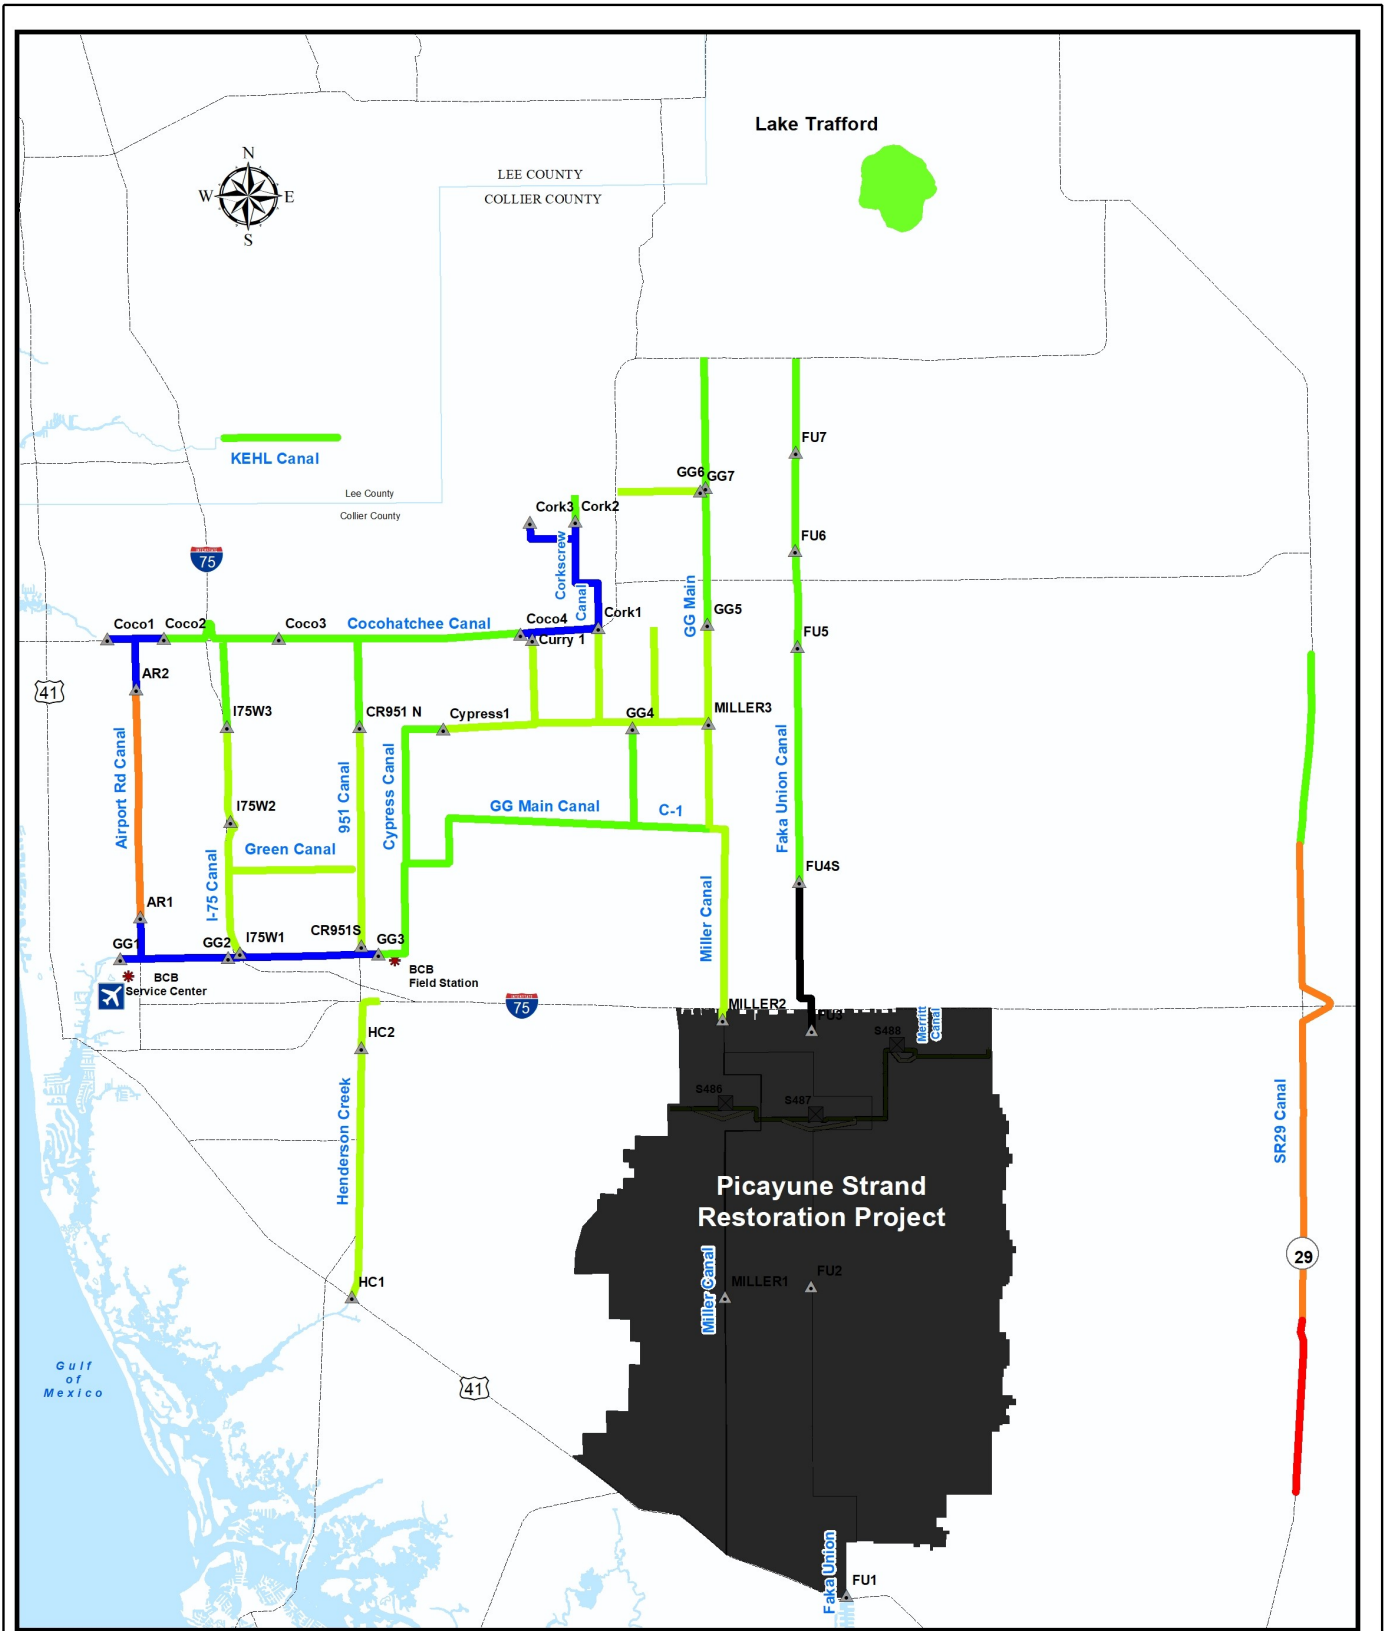 Lake Trafford
N
W
E
S
LEE COUNTY
COLLIER COUNTY
KEHL Canal
Lee County
Collier County
FU7
GG6
GG7
Cork3
Cork2
FU6
75
Corkscrew
Canal
GG Main
GG5
Coco1
Coco2
Coco3
Cocohatchee Canal
Coco4
Cork1
Curry 1
FU5
AR2
41
I75W3
CR951 N
Cypress1
GG4
MILLER3
Airport Rd Canal
951 Canal
Cypress Canal
Faka Union Canal
I75W2
GG Main Canal
C-1
Green Canal
FU4S
I-75 Canal
AR1
Miller Canal
GG1
GG2
I75W1
CR951S
GG3
BCB
Service Center
BCB
Field Station
75
MILLER2
FU3
S488
Merritt
Canal
HC2
Henderson Creek
S486
S487
SR29 Canal
Picayune Strand
Restoration Project
29
Miller Canal
MILLER1
FU2
HC1
Gulf
of
Mexico
41
Faka Union
FU1